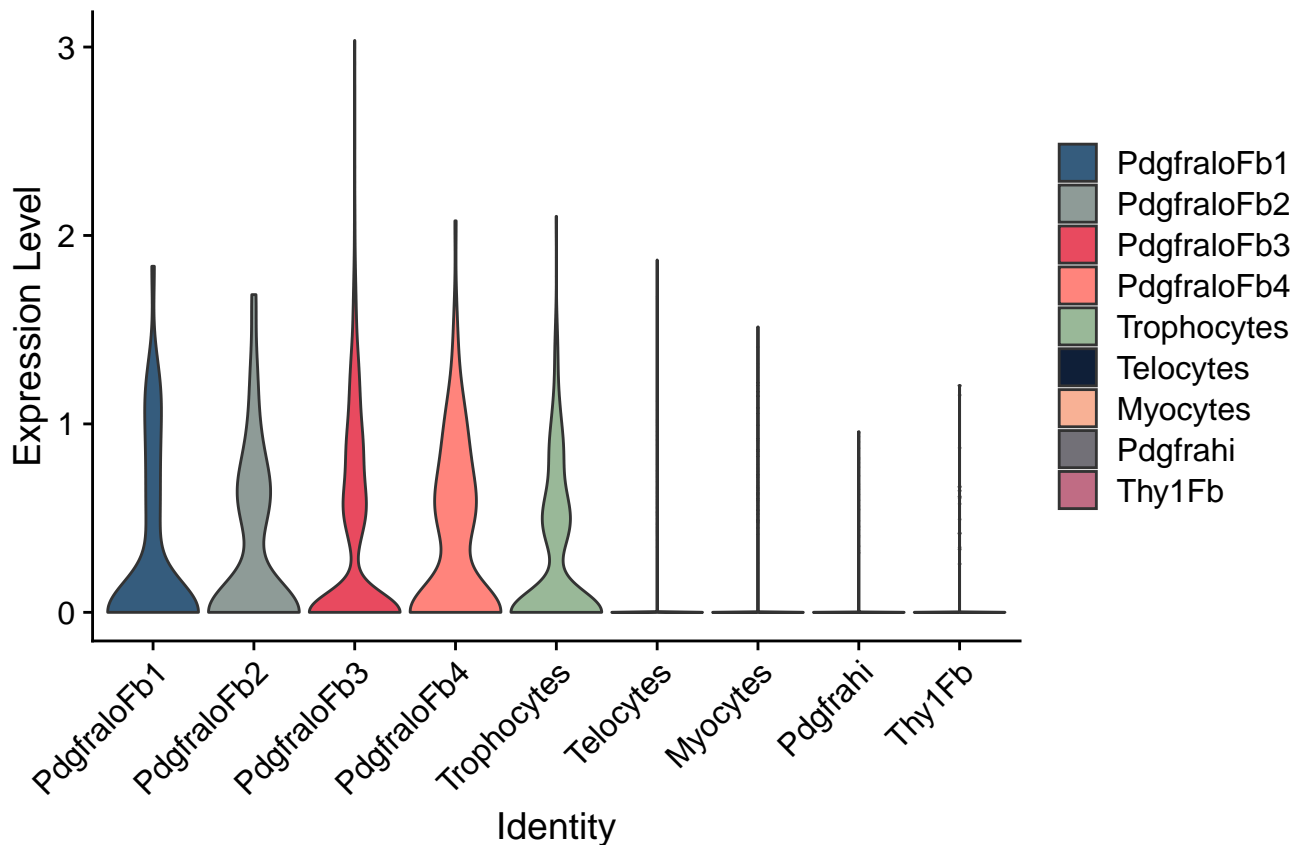 Expression Level
3
2
1
0
PdgfraloFb1
PdgfraloFb2
PdgfraloFb3
PdgfraloFb4
Trophocytes
Telocytes
Myocytes
Pdgfrahi
Thy1Fb
Identity
PdgfraloFb1
PdgfraloFb2
PdgfraloFb3
PdgfraloFb4
Trophocytes
Telocytes
Myocytes
Pdgfrahi
Thy1Fb